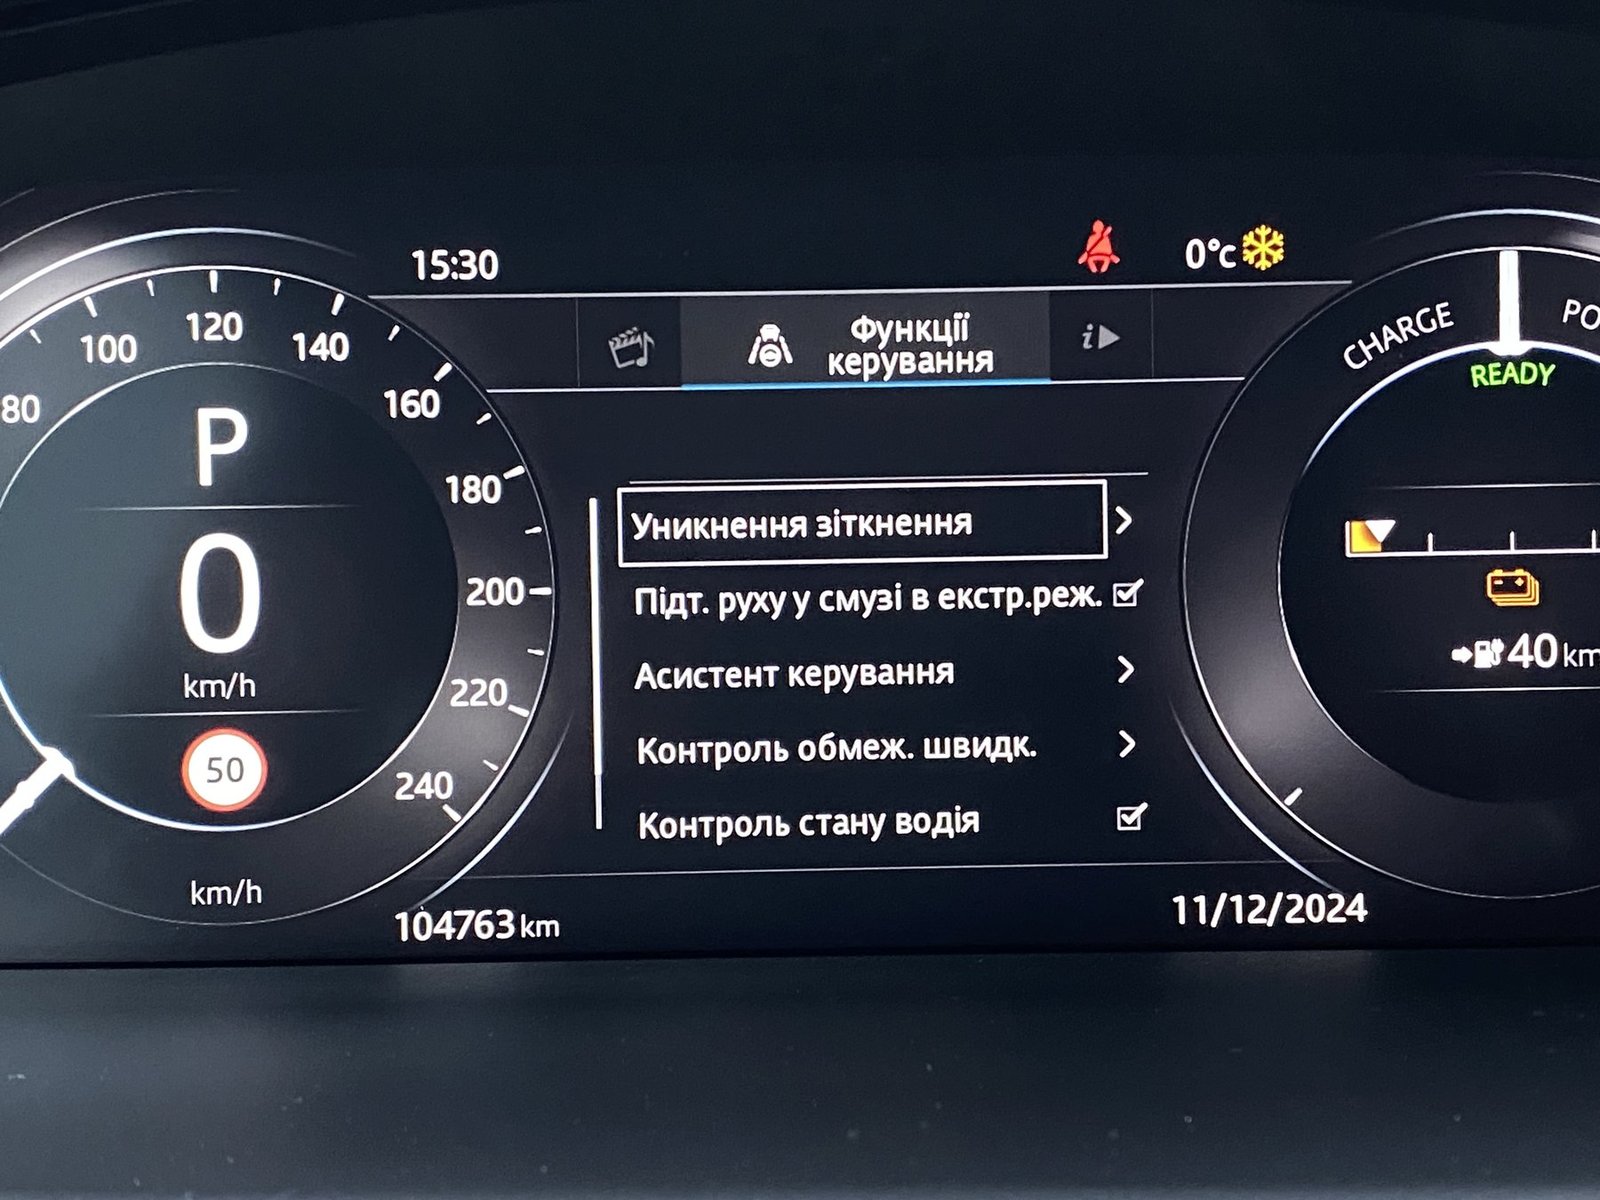 15:30
0°C
Функції
керування
i
80
100
120
140
160
180
200
220
240
P
0
km/h
50
km/h
104763 km
Уникнення зіткнення
Підт. руху у смузі в екстр.реж.
Асистент керування
Контроль обмеж. швидк.
Контроль стану водія
CHARGE
PO
READY
40 km
11/12/2024